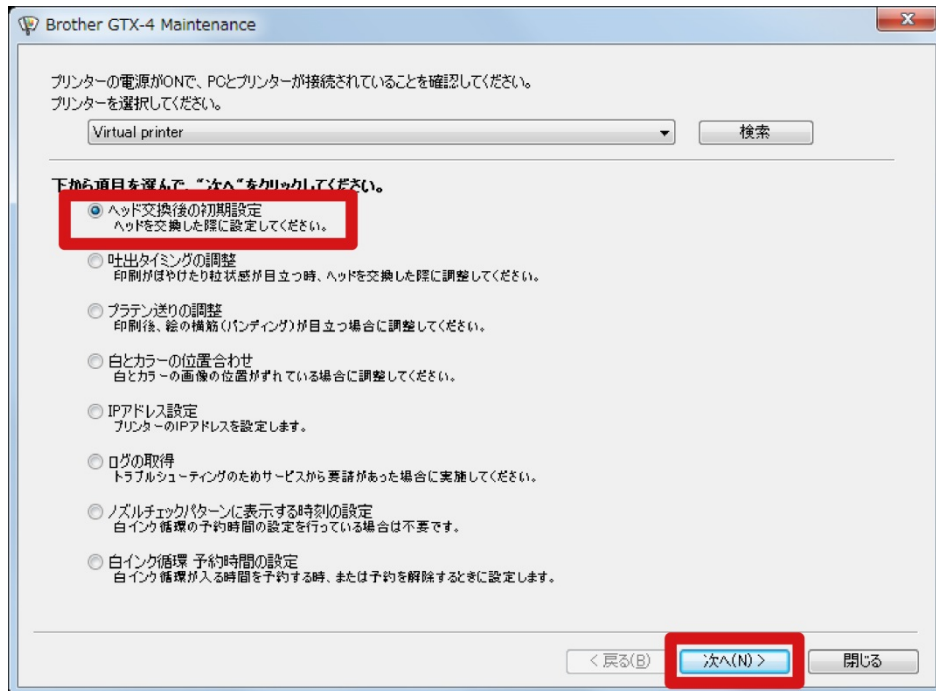 Brother GTX-4 Maintenance
プリンターの電源がONで、PCとプリンターが接続されていることを確認してください。
プリンターを選択してください。
Virtual printer
検索
下から項目を選んで、“次へ“をクリックしてください。
ヘッド交換後の初期設定
ヘッドを交換した際に設定してください。
吐出タイミングの調整
印刷がぼやけたり粒状感が目立つ時、ヘッドを交換した際に調整してください。
プラテン送りの調整
印刷後、絵の横筋(バンディング)が目立つ場合に調整してください。
白とカラーの位置合わせ
白とカラーの画像の位置がずれている場合に調整してください。
IPアドレス設定
プリンターのIPアドレスを設定します。
ログの取得
トラブルシューティングのためサービスから要請があった場合に実施してください。
ノズルチェックパターンに表示する時刻の設定
白インク循環の予約時間の設定を行っている場合は不要です。
白インク循環 予約時間の設定
白インク循環が入る時間を予約する時、または予約を解除するときに設定します。
< 戻る(B)
次へ(N) >
閉じる